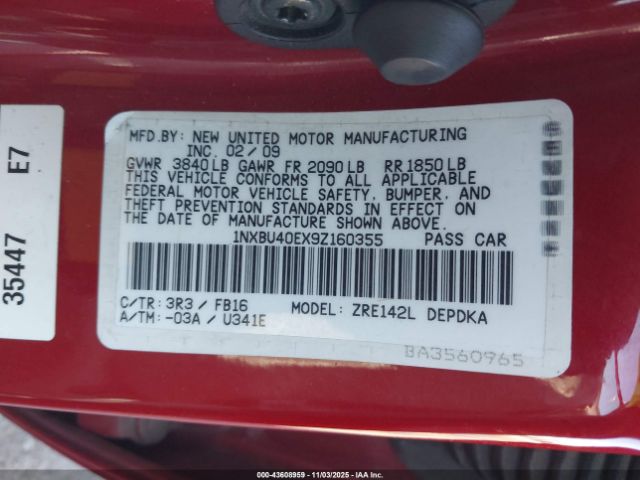 MFD.BY: NEW UNITED MOTOR MANUFACTURING
INC. 02/09
GVWR 3840LB GAWR FR 2090LB RR 1850LB
THIS VEHICLE CONFORMS TO ALL APPLICABLE
FEDERAL MOTOR VEHICLE SAFETY, BUMPER, AND
THEFT PREVENTION STANDARDS IN EFFECT ON
THE DATE OF MANUFACTURE SHOWN ABOVE.
1NXBU40EX9Z160355 PASS CAR
C/TR: 3R3 / FB16 MODEL: ZRE142L DEPDKA
A/TM: -03A / U341E
BA3560965
35447 E7
000-43608959 - 11/03/2025 - IAA, Inc.